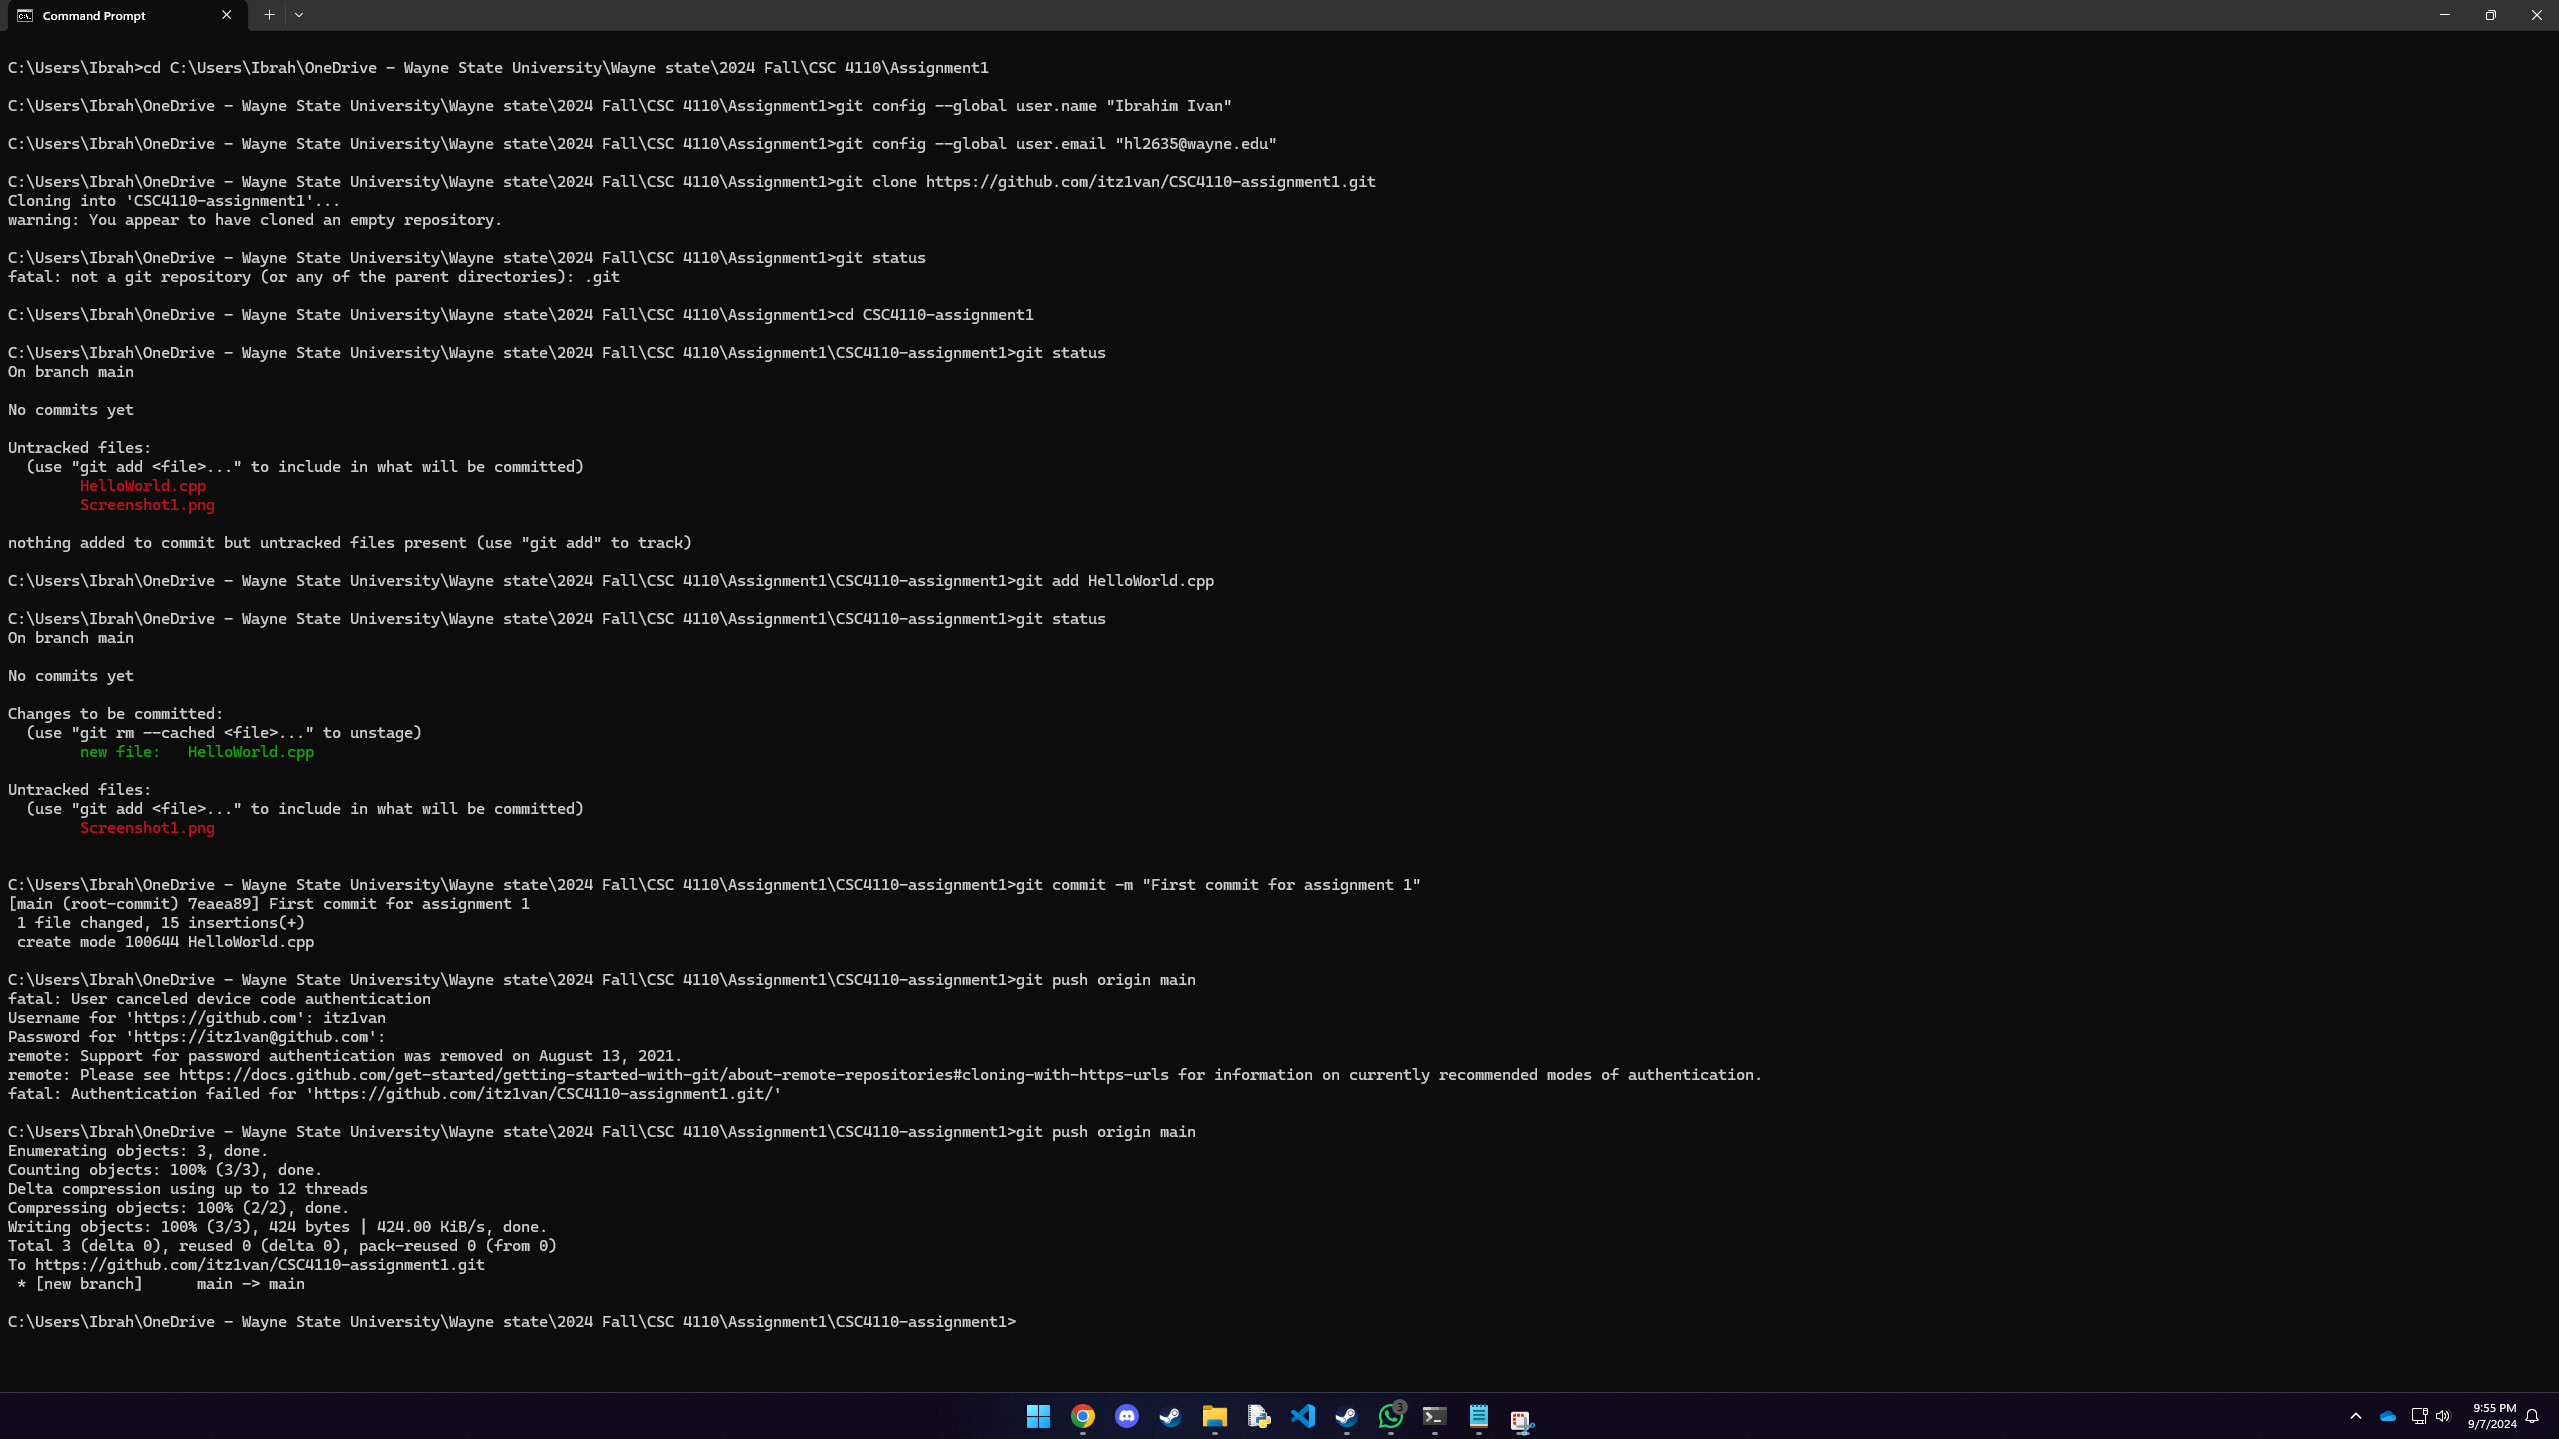 Command Prompt
C:\Users\Ibrah>cd C:\Users\Ibrah\OneDrive - Wayne State University\Wayne state\2024 Fall\CSC 4110\Assignment1
C:\Users\Ibrah\OneDrive - Wayne State University\Wayne state\2024 Fall\CSC 4110\Assignment1>git config --global user.name "Ibrahim Ivan"
C:\Users\Ibrah\OneDrive - Wayne State University\Wayne state\2024 Fall\CSC 4110\Assignment1>git config --global user.email "hl2635@wayne.edu"
C:\Users\Ibrah\OneDrive - Wayne State University\Wayne state\2024 Fall\CSC 4110\Assignment1>git clone https://github.com/itz1van/CSC4110-assignment1.git
Cloning into 'CSC4110-assignment1'...
warning: You appear to have cloned an empty repository.
C:\Users\Ibrah\OneDrive - Wayne State University\Wayne state\2024 Fall\CSC 4110\Assignment1>git status
fatal: not a git repository (or any of the parent directories): .git
C:\Users\Ibrah\OneDrive - Wayne State University\Wayne state\2024 Fall\CSC 4110\Assignment1>cd CSC4110-assignment1
C:\Users\Ibrah\OneDrive - Wayne State University\Wayne state\2024 Fall\CSC 4110\Assignment1\CSC4110-assignment1>git status
On branch main
No commits yet
Untracked files:
  (use "git add <file>..." to include in what will be committed)
        HelloWorld.cpp
        Screenshot1.png
nothing added to commit but untracked files present (use "git add" to track)
C:\Users\Ibrah\OneDrive - Wayne State University\Wayne state\2024 Fall\CSC 4110\Assignment1\CSC4110-assignment1>git add HelloWorld.cpp
C:\Users\Ibrah\OneDrive - Wayne State University\Wayne state\2024 Fall\CSC 4110\Assignment1\CSC4110-assignment1>git status
On branch main
No commits yet
Changes to be committed:
  (use "git rm --cached <file>..." to unstage)
        new file:   HelloWorld.cpp
Untracked files:
  (use "git add <file>..." to include in what will be committed)
        Screenshot1.png
C:\Users\Ibrah\OneDrive - Wayne State University\Wayne state\2024 Fall\CSC 4110\Assignment1\CSC4110-assignment1>git commit -m "First commit for assignment 1"
[main (root-commit) 7eaea89] First commit for assignment 1
 1 file changed, 15 insertions(+)
 create mode 100644 HelloWorld.cpp
C:\Users\Ibrah\OneDrive - Wayne State University\Wayne state\2024 Fall\CSC 4110\Assignment1\CSC4110-assignment1>git push origin main
fatal: User canceled device code authentication
Username for 'https://github.com': itz1van
Password for 'https://itz1van@github.com':
remote: Support for password authentication was removed on August 13, 2021.
remote: Please see https://docs.github.com/get-started/getting-started-with-git/about-remote-repositories#cloning-with-https-urls for information on currently recommended modes of authentication.
fatal: Authentication failed for 'https://github.com/itz1van/CSC4110-assignment1.git/'
C:\Users\Ibrah\OneDrive - Wayne State University\Wayne state\2024 Fall\CSC 4110\Assignment1\CSC4110-assignment1>git push origin main
Enumerating objects: 3, done.
Counting objects: 100% (3/3), done.
Delta compression using up to 12 threads
Compressing objects: 100% (2/2), done.
Writing objects: 100% (3/3), 424 bytes | 424.00 KiB/s, done.
Total 3 (delta 0), reused 0 (delta 0), pack-reused 0 (from 0)
To https://github.com/itz1van/CSC4110-assignment1.git
 * [new branch]      main -> main
C:\Users\Ibrah\OneDrive - Wayne State University\Wayne state\2024 Fall\CSC 4110\Assignment1\CSC4110-assignment1>
3
9:55 PM
9/7/2024